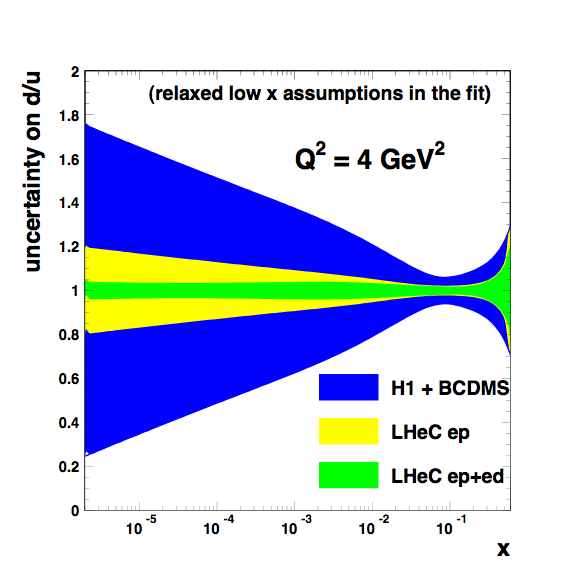 uncertainty on d/u
2
1.8
1.6
1.4
1.2
1
0.8
0.6
0.4
0.2
0
(relaxed low x assumptions in the fit)
Q² = 4 GeV²
H1 + BCDMS
LHeC ep
LHeC ep+ed
10⁻⁵ 10⁻⁴ 10⁻³ 10⁻² 10⁻¹
x